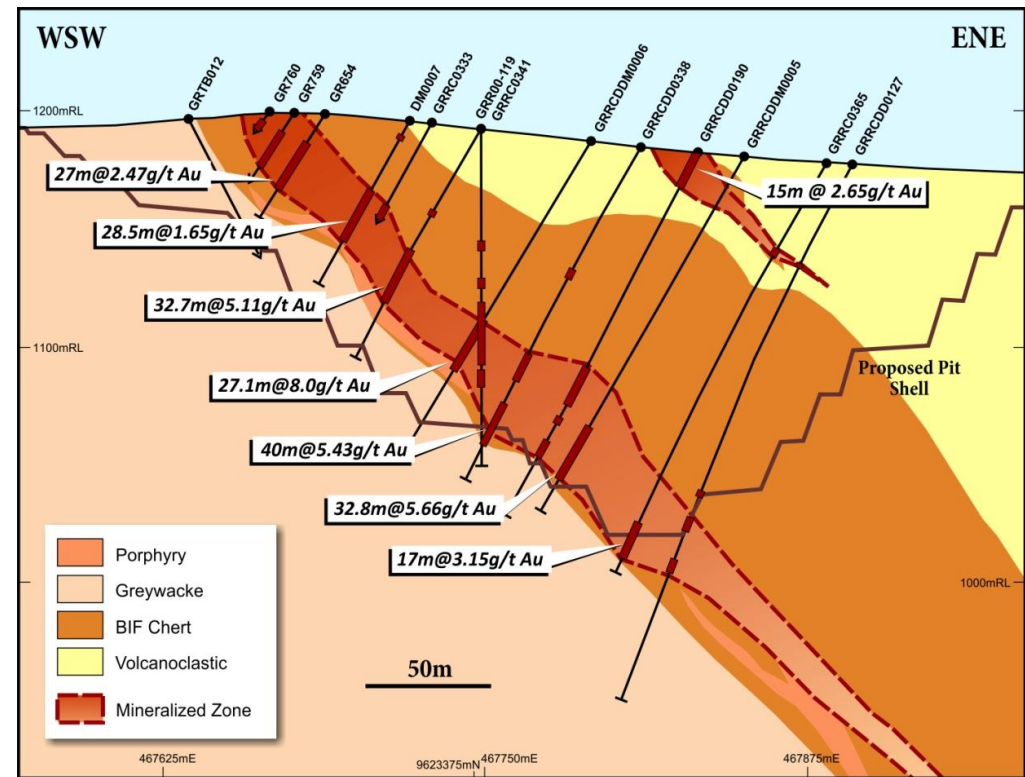 WSW
ENE
GRTB012
GR760
GR759
GR654
DM0007
GRRC0333
GRR00-119
GRRC0341
GRRCDDM0006
GRRCDD0338
GRRCDD0190
GRRCDDM0005
GRRC0365
GRRCDD0127
1200mRL
27m@2.47g/t Au
15m @ 2.65g/t Au
28.5m@1.65g/t Au
32.7m@5.11g/t Au
1100mRL
Proposed Pit
Shell
27.1m@8.0g/t Au
40m@5.43g/t Au
32.8m@5.66g/t Au
17m@3.15g/t Au
1000mRL
Porphyry
Greywacke
BIF Chert
Volcanoclastic
Mineralized Zone
50m
467625mE
9623375mN
467750mE
467875mE